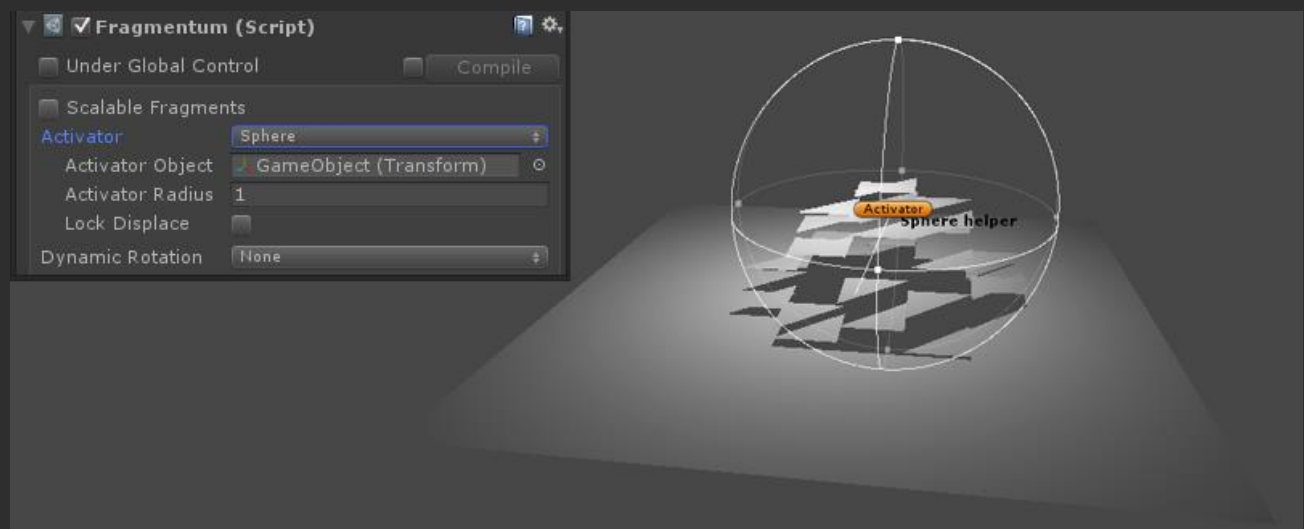 Fragmentum (Script)
Under Global Control
Compile
Scalable Fragments
Activator
Sphere
Activator Object
GameObject (Transform)
Activator Radius
1
Lock Displace
Dynamic Rotation
None
Activator
Sphere helper